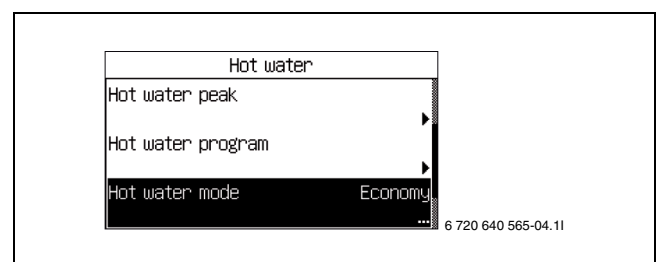 Hot water
Hot water peak
Hot water program
Hot water mode Economy
...
6 720 640 565-04.1I